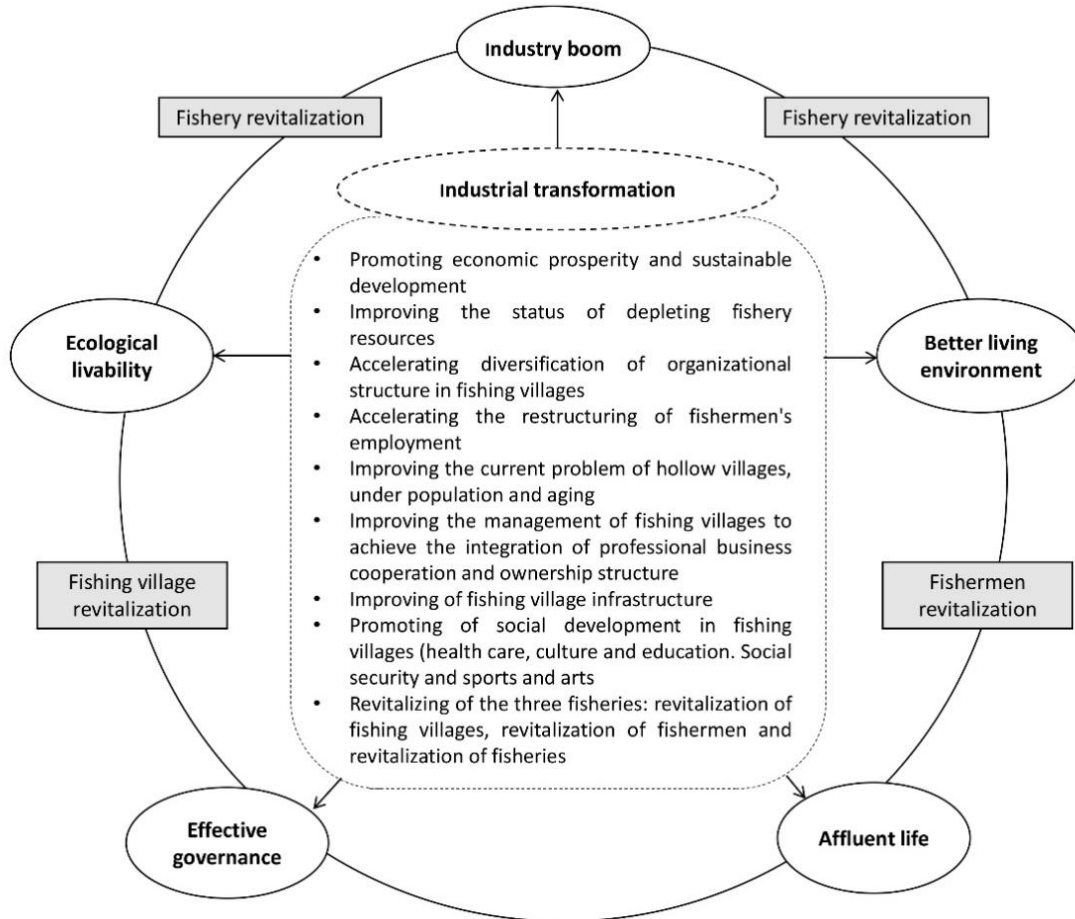 Industry boom
Fishery revitalization
Fishery revitalization
Industrial transformation
• Promoting economic prosperity and sustainable
development
• Improving the status of depleting fishery
resources
• Accelerating diversification of organizational
structure in fishing villages
• Accelerating the restructuring of fishermen's
employment
• Improving the current problem of hollow villages,
under population and aging
• Improving the management of fishing villages to
achieve the integration of professional business
cooperation and ownership structure
• Improving of fishing village infrastructure
• Promoting of social development in fishing
villages (health care, culture and education. Social
security and sports and arts
• Revitalizing of the three fisheries: revitalization of
fishing villages, revitalization of fishermen and
revitalization of fisheries
Ecological
livability
Better living
environment
Fishing village
revitalization
Fishermen
revitalization
Effective
governance
Affluent life